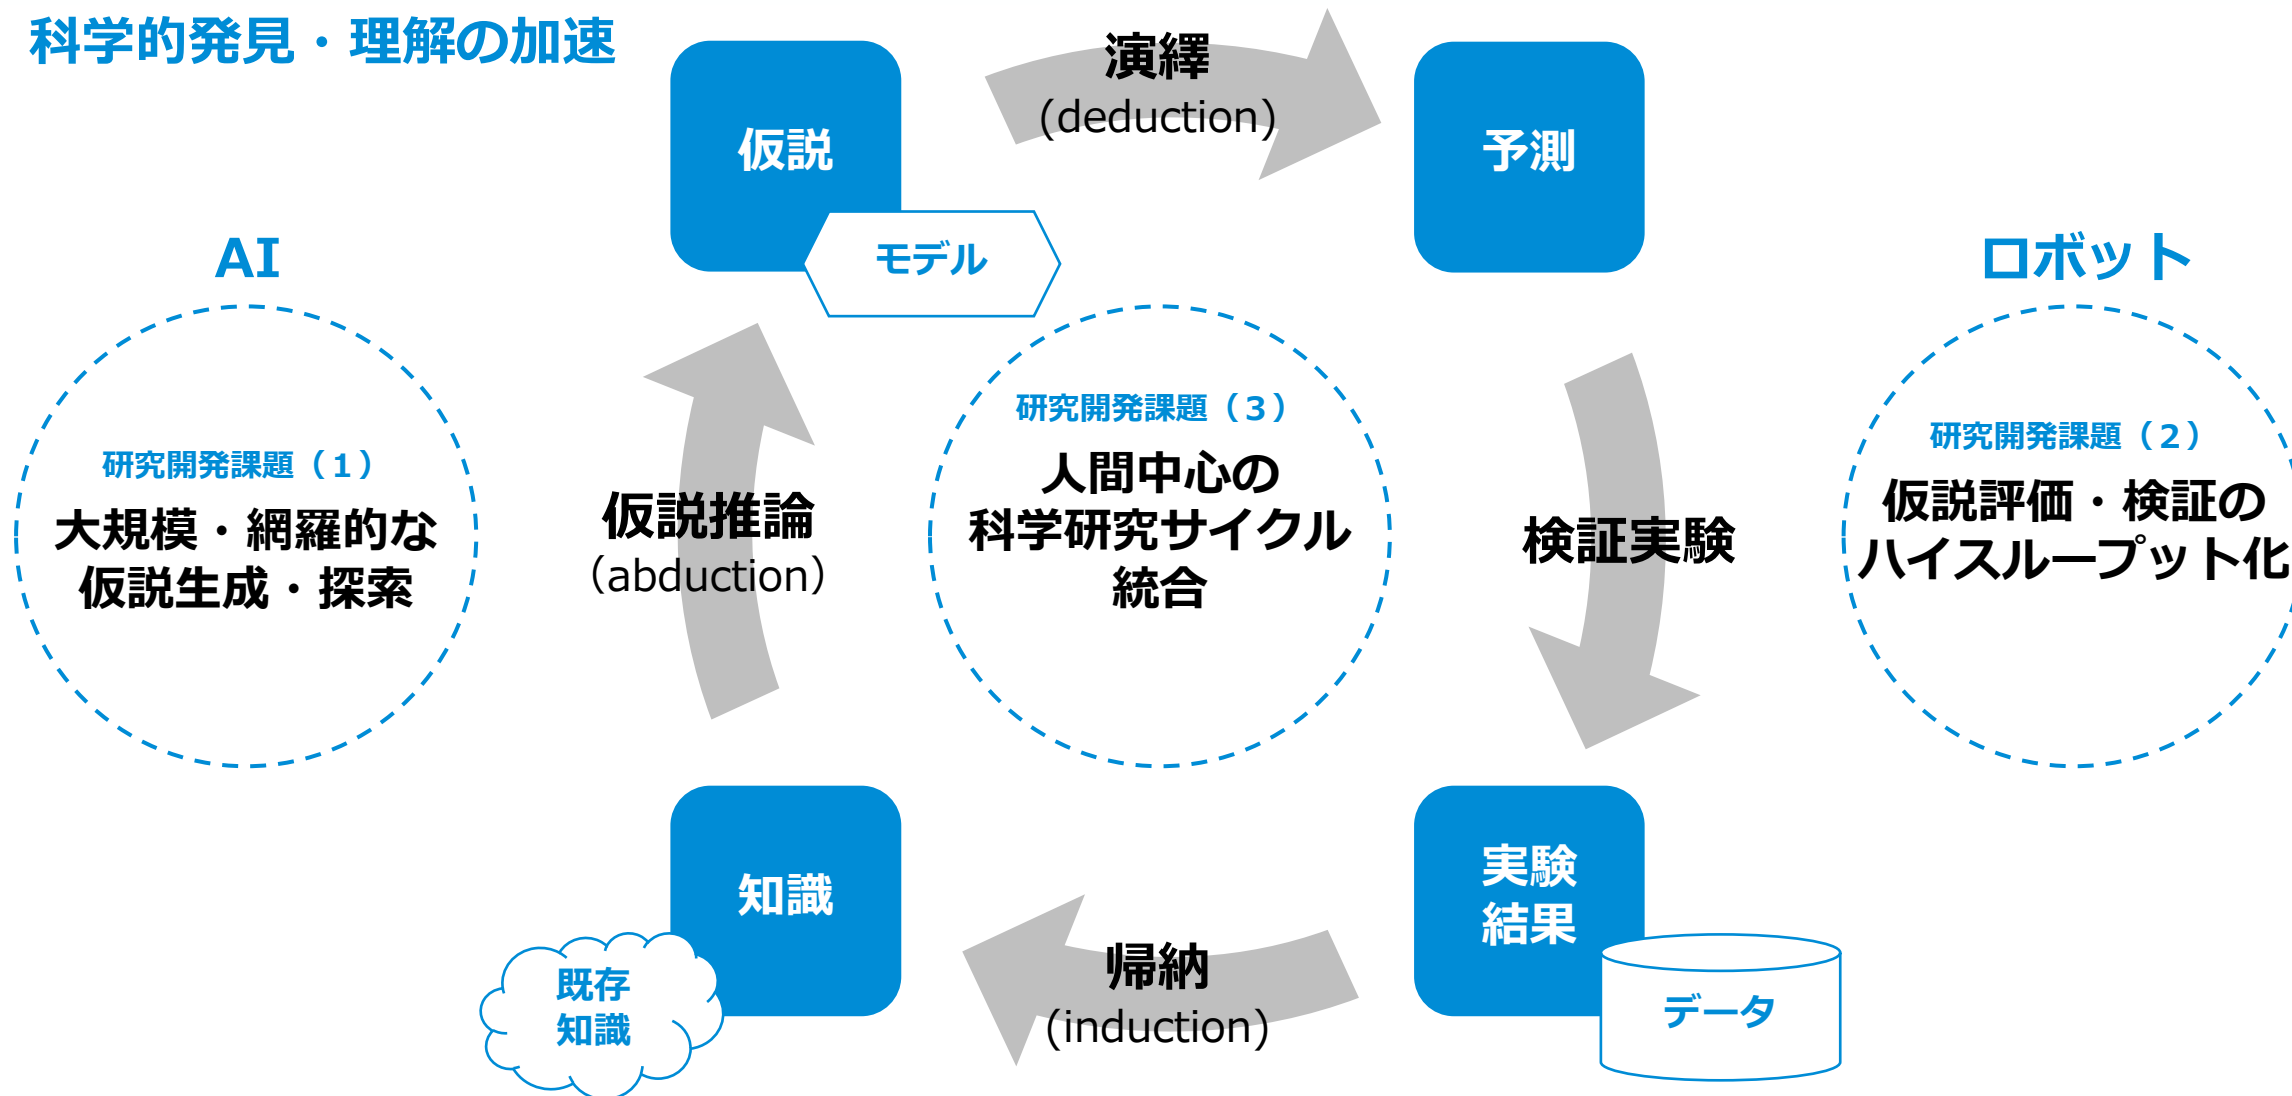 科学的発見・理解の加速
演繹
(deduction)
仮説
予測
モデル
AI
ロボット
研究開発課題（1）
大規模・網羅的な
仮説生成・探索
仮説推論
（abduction）
研究開発課題（3）
人間中心の
科学研究サイクル
統合
検証実験
研究開発課題（2）
仮説評価・検証の
ハイスループット化
知識
既存
知識
帰納
(induction)
実験
結果
データ